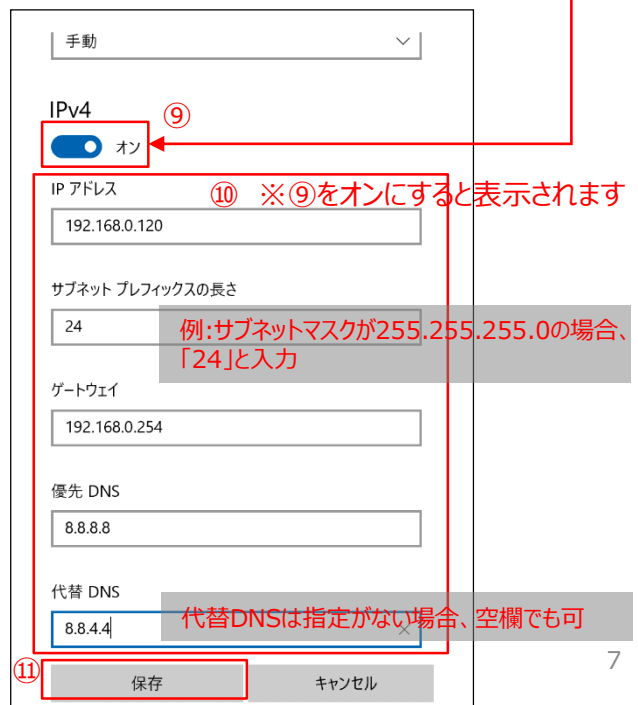 手動
IPv4
⑨
オン
IP アドレス
⑩ ※⑨をオンにすると表示されます
192.168.0.120
サブネット プレフィックスの長さ
24
例:サブネットマスクが255.255.255.0の場合、
「24」と入力
ゲートウェイ
192.168.0.254
優先 DNS
8.8.8.8
代替 DNS
8.8.4.4
代替DNSは指定がない場合、空欄でも可
⑪
保存
キャンセル
7